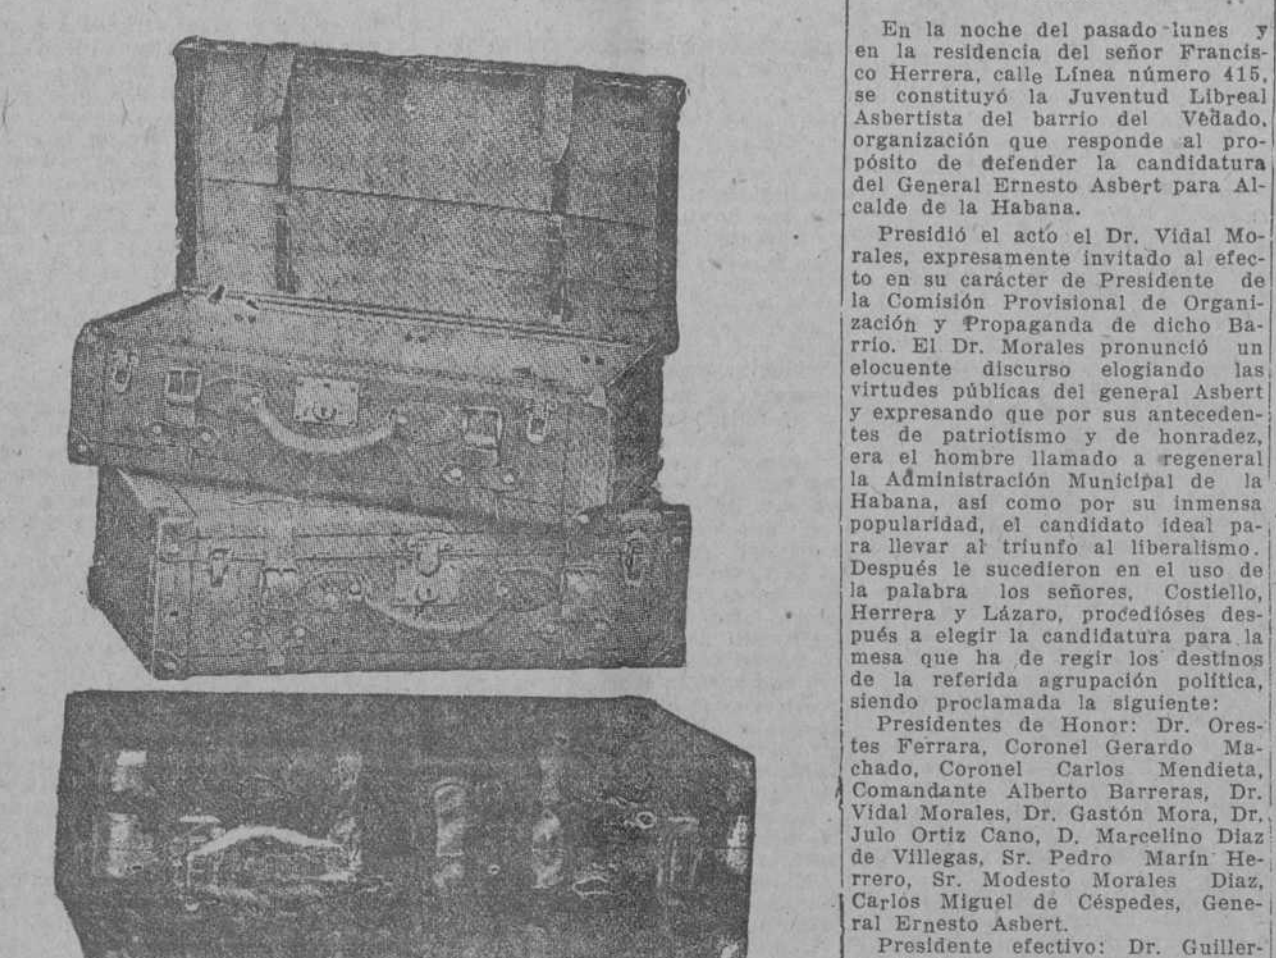 En la noche del pasado lunes y
en la residencia del señor Francis-
co Herrera, calle Línea número 415,
se constituyó la Juventud Libreal
Asbertista del barrio del Vedado,
organización que responde al pro-
pósito de defender la candidatura
del General Ernesto Asbert para Al-
calde de la Habana.
Presidió el acto el Dr. Vidal Mo-
rales, expresamente invitado al efec-
to en su carácter de Presidente de
la Comisión Provisional de Organi-
zación y Propaganda de dicho Ba-
rrio. El Dr. Morales pronunció un
elocuente discurso elogiando las
virtudes públicas del general Asbert
y expresando que por sus anteceden-
tes de patriotismo y de honradez,
era el hombre llamado a regeneral
la Administración Municipal de la
Habana, así como por su inmensa
popularidad, el candidato ideal pa-
ra llevar al triunfo al liberalismo.
Después le sucedieron en el uso de
la palabra los señores, Costiello,
Herrera y Lázaro, procedióses des-
pués a elegir la candidatura para la
mesa que ha de regir los destinos
de la referida agrupación política,
siendo proclamada la siguiente:
Presidentes de Honor: Dr. Ores-
tes Ferrara, Coronel Gerardo Ma-
chado, Coronel Carlos Mendieta,
Comandante Alberto Barreras, Dr.
Vidal Morales, Dr. Gastón Mora, Dr.
Julo Ortiz Cano, D. Marcelino Diaz
de Villegas, Sr. Pedro Marín He-
rrero, Sr. Modesto Morales Diaz,
Carlos Miguel de Céspedes, Gene-
ral Ernesto Asbert.
Presidente efectivo: Dr. Guiller-